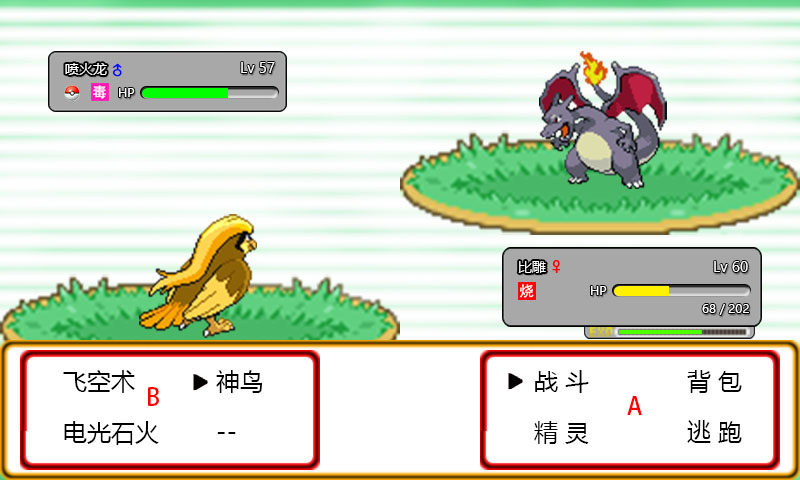 喷火龙♂ Lv 57
毒 HP
比雕♀ Lv 60
烧 HP
68 / 202
EXP
飞空术 ▶神鸟
B
电光石火 --
▶战斗 背包
A
精灵 逃跑